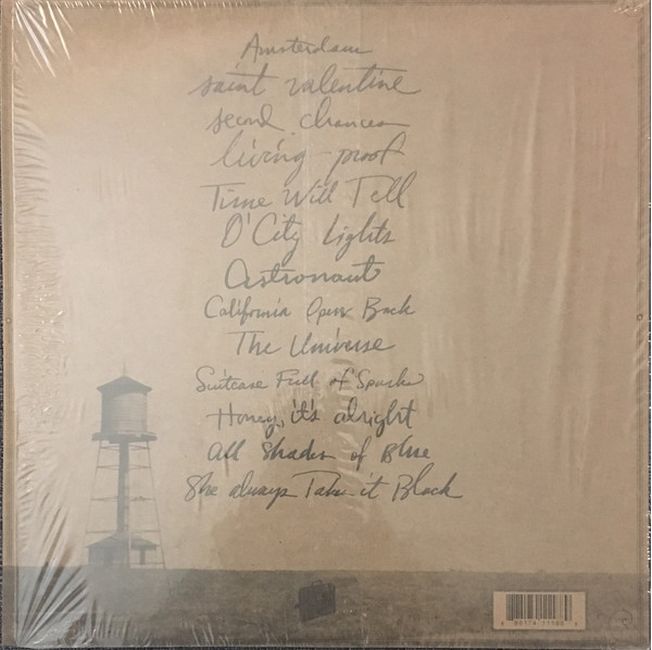 Amsterdam
saint valentine
second chances
living proof
Time Will Tell
O' City Lights
Astronaut
California Open Back
The Universe
Suitcase Full of Sparks
Honey, it's alright
All Shades of Blue
She always Takes it Black